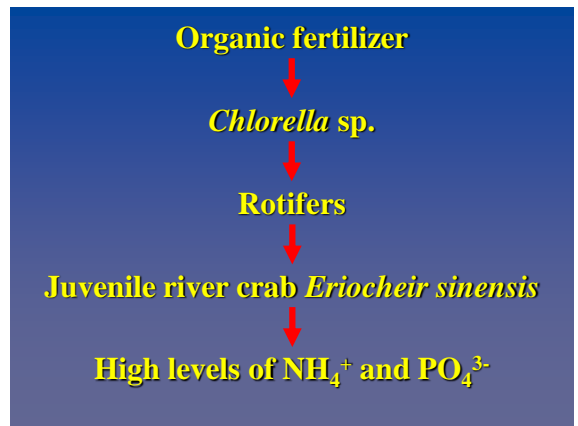 Organic fertilizer
Chlorella sp.
Rotifers
Juvenile river crab Eriocheir sinensis
High levels of NH₄⁺ and PO₄³⁻